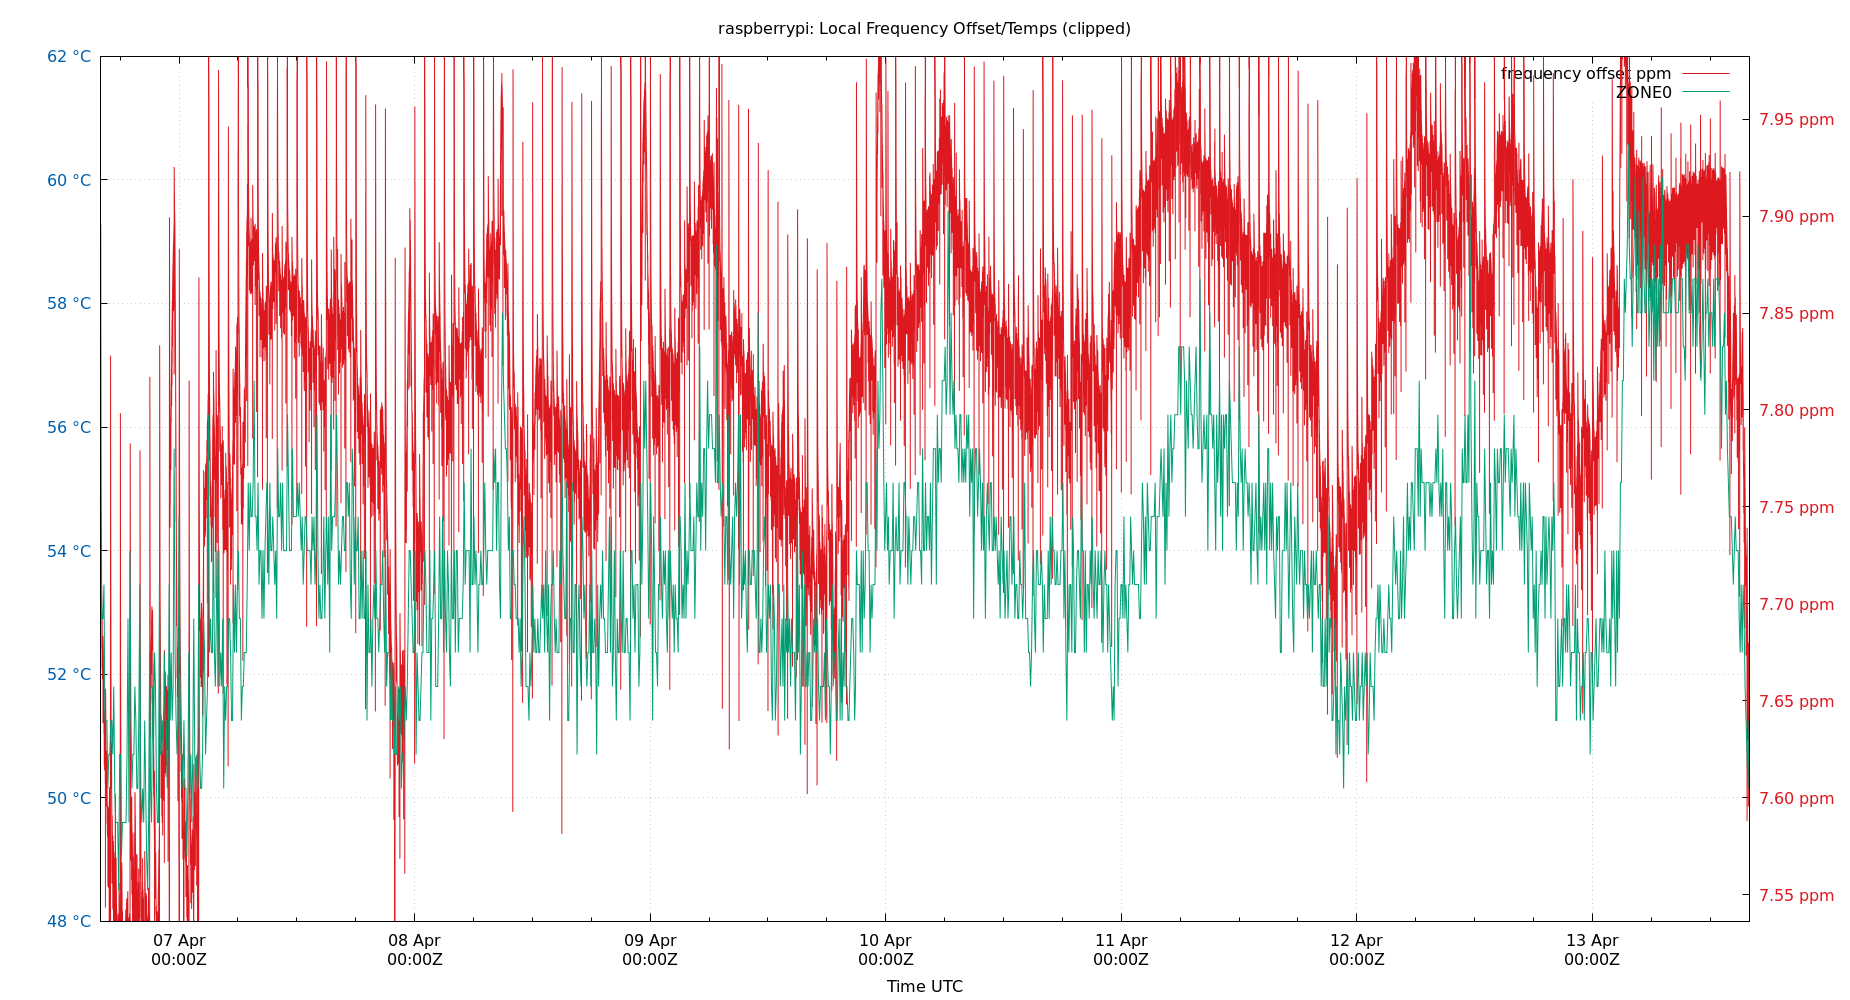 raspberrypi: Local Frequency Offset/Temps (clipped)
62 °C
60 °C
58 °C
56 °C
54 °C
52 °C
50 °C
48 °C
frequency offset ppm
ZONE0
7.95 ppm
7.90 ppm
7.85 ppm
7.80 ppm
7.75 ppm
7.70 ppm
7.65 ppm
7.60 ppm
7.55 ppm
07 Apr
00:00Z
08 Apr
00:00Z
09 Apr
00:00Z
10 Apr
00:00Z
11 Apr
00:00Z
12 Apr
00:00Z
13 Apr
00:00Z
Time UTC